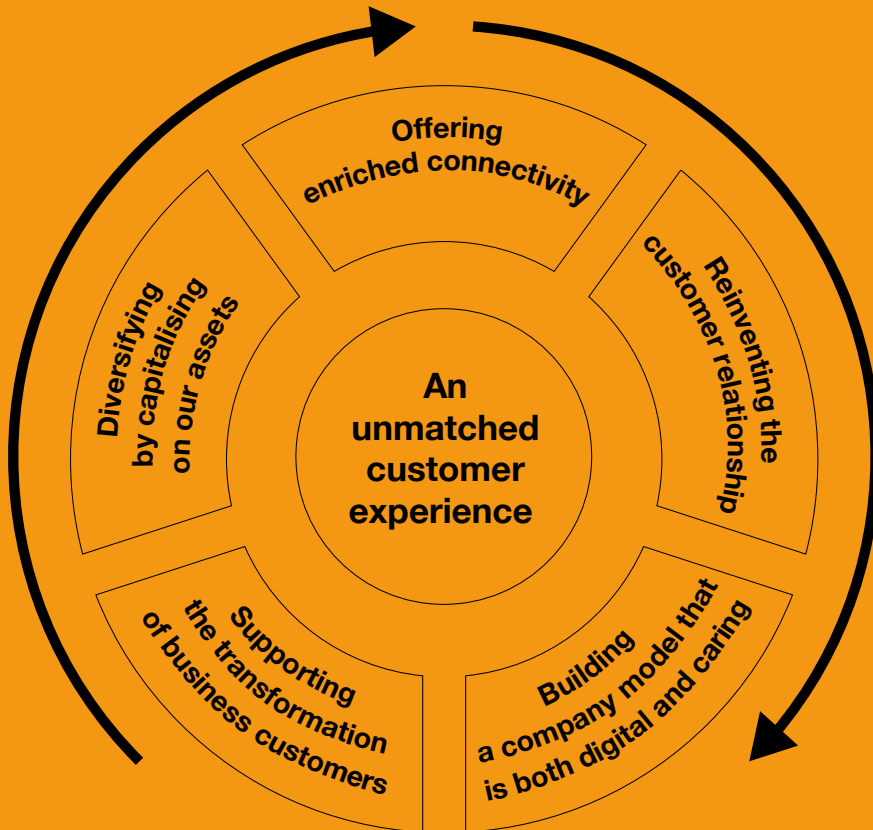 Offering
enriched connectivity
Reinventing the
customer relationship
Building
a company model that
is both digital and caring
Supporting
the transformation
of business customers
Diversifying
by capitalising
on our assets
An
unmatched
customer
experience